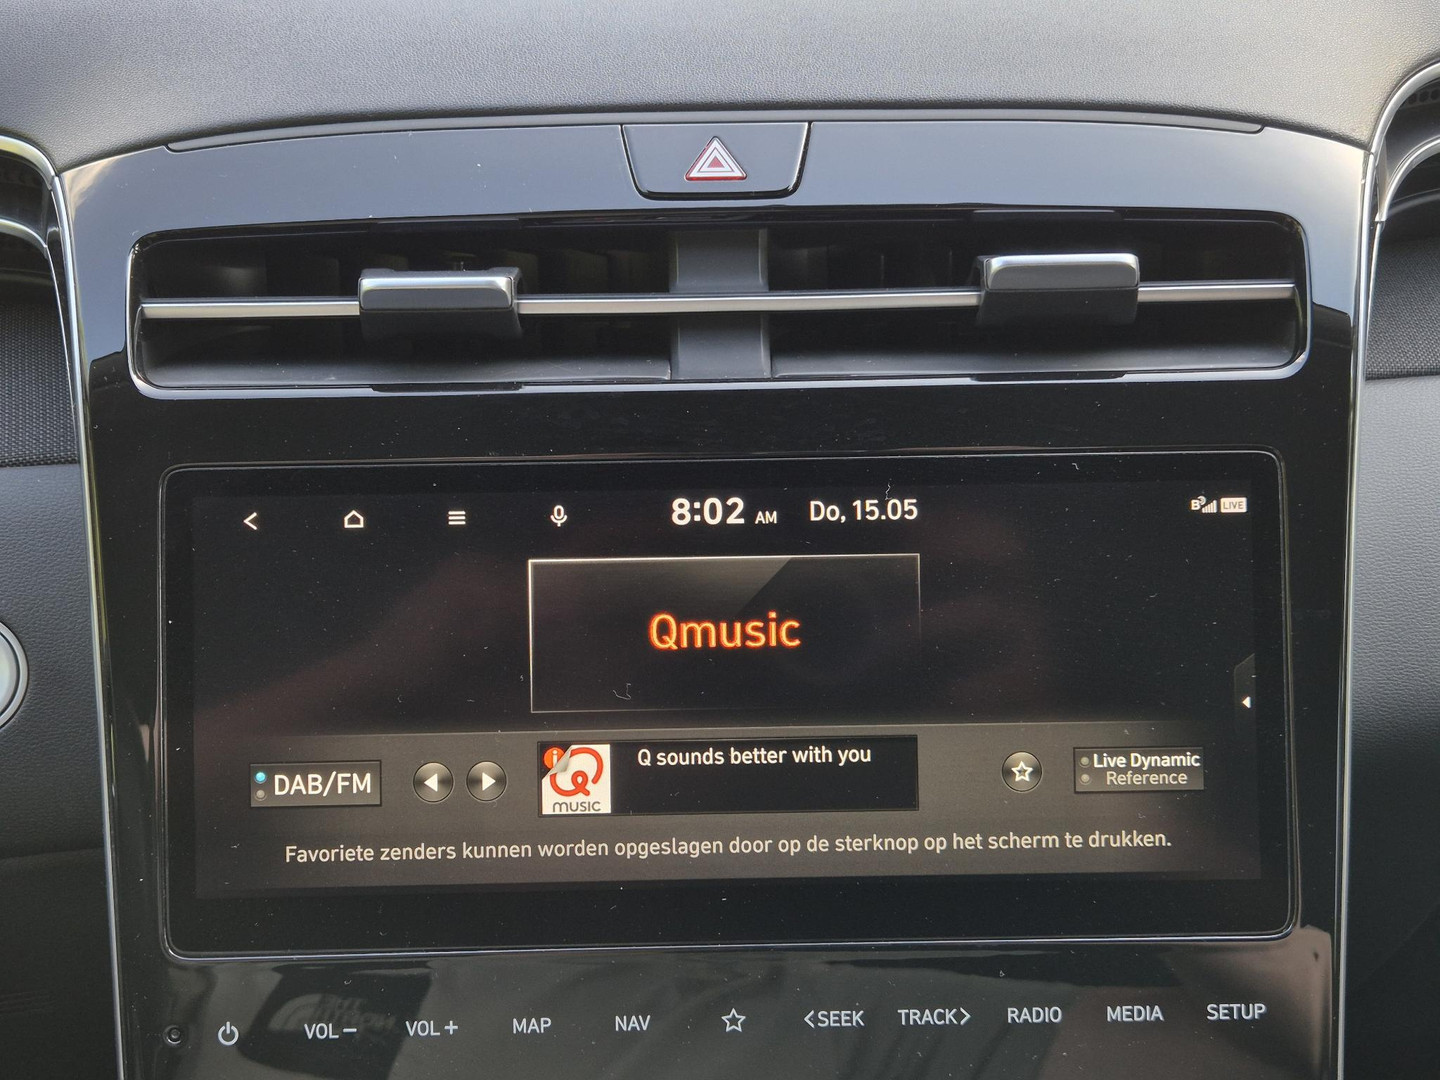 8:02 AM Do, 15.05
B LIVE
Qmusic
DAB/FM
i
Q
MUSIC
Q sounds better with you
Live Dynamic
Reference
Favoriete zenders kunnen worden opgeslagen door op de sterknop op het scherm te drukken.
VOL− VOL+ MAP NAV <SEEK TRACK> RADIO MEDIA SETUP